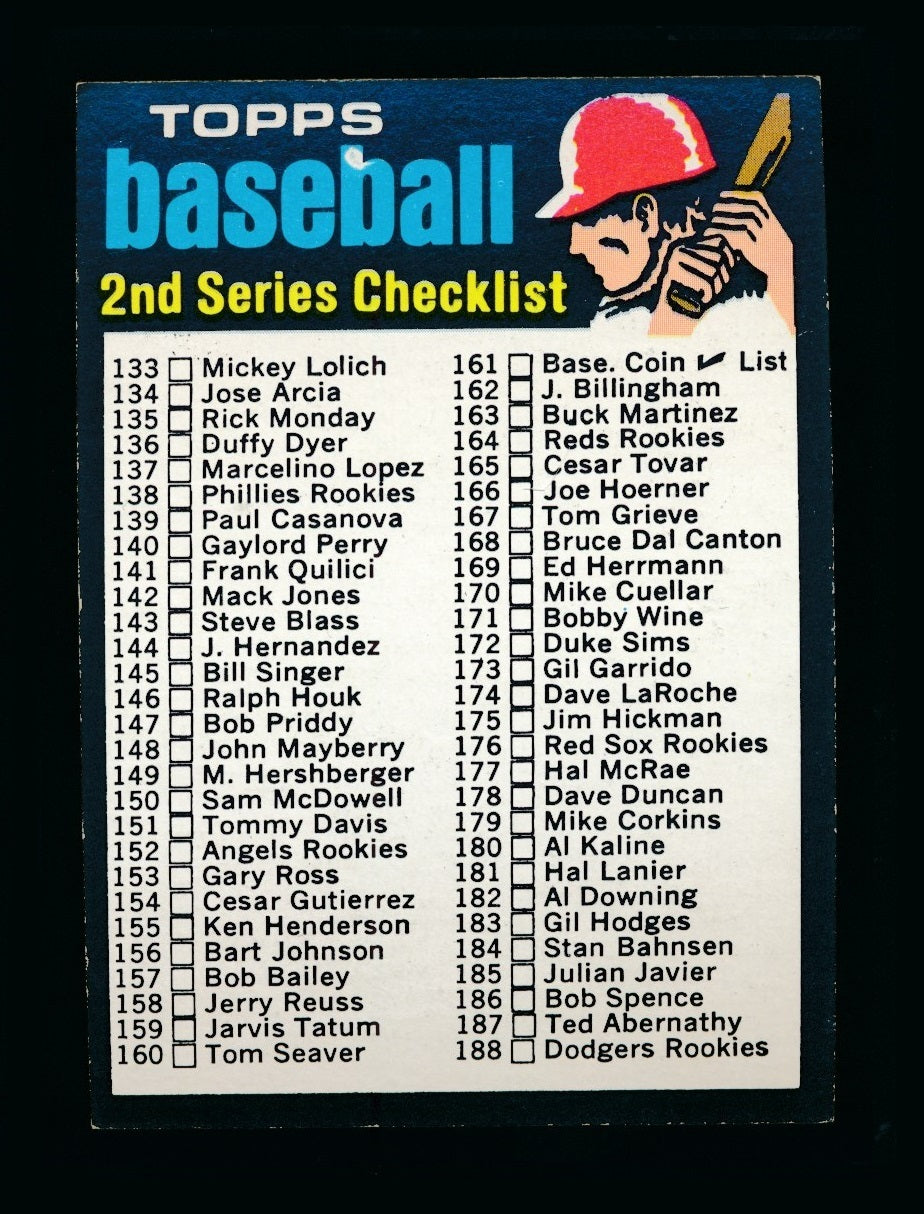 TOPPS
baseball
2nd Series Checklist
133 Mickey Lolich
134 Jose Arcia
135 Rick Monday
136 Duffy Dyer
137 Marcelino Lopez
138 Phillies Rookies
139 Paul Casanova
140 Gaylord Perry
141 Frank Quilici
142 Mack Jones
143 Steve Blass
144 J. Hernandez
145 Bill Singer
146 Ralph Houk
147 Bob Priddy
148 John Mayberry
149 M. Hershberger
150 Sam McDowell
151 Tommy Davis
152 Angels Rookies
153 Gary Ross
154 Cesar Gutierrez
155 Ken Henderson
156 Bart Johnson
157 Bob Bailey
158 Jerry Reuss
159 Jarvis Tatum
160 Tom Seaver
161 Base. Coin ✓ List
162 J. Billingham
163 Buck Martinez
164 Reds Rookies
165 Cesar Tovar
166 Joe Hoerner
167 Tom Grieve
168 Bruce Dal Canton
169 Ed Herrmann
170 Mike Cuellar
171 Bobby Wine
172 Duke Sims
173 Gil Garrido
174 Dave LaRoche
175 Jim Hickman
176 Red Sox Rookies
177 Hal McRae
178 Dave Duncan
179 Mike Corkins
180 Al Kaline
181 Hal Lanier
182 Al Downing
183 Gil Hodges
184 Stan Bahnsen
185 Julian Javier
186 Bob Spence
187 Ted Abernathy
188 Dodgers Rookies